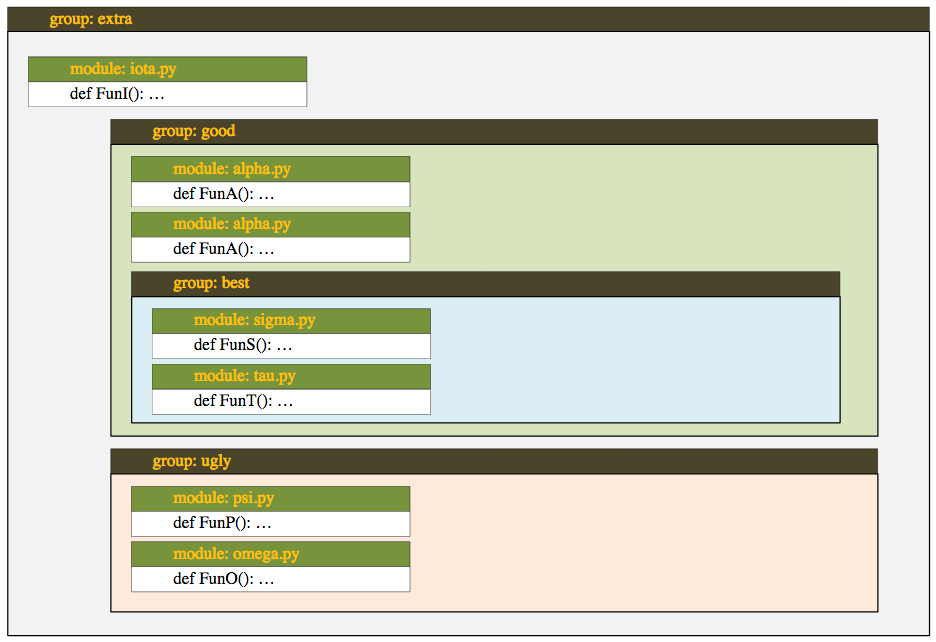 group: extra
module: iota.py
def FunI(): …
group: good
module: alpha.py
def FunA(): …
module: alpha.py
def FunA(): …
group: best
module: sigma.py
def FunS(): …
module: tau.py
def FunT(): …
group: ugly
module: psi.py
def FunP(): …
module: omega.py
def FunO(): …